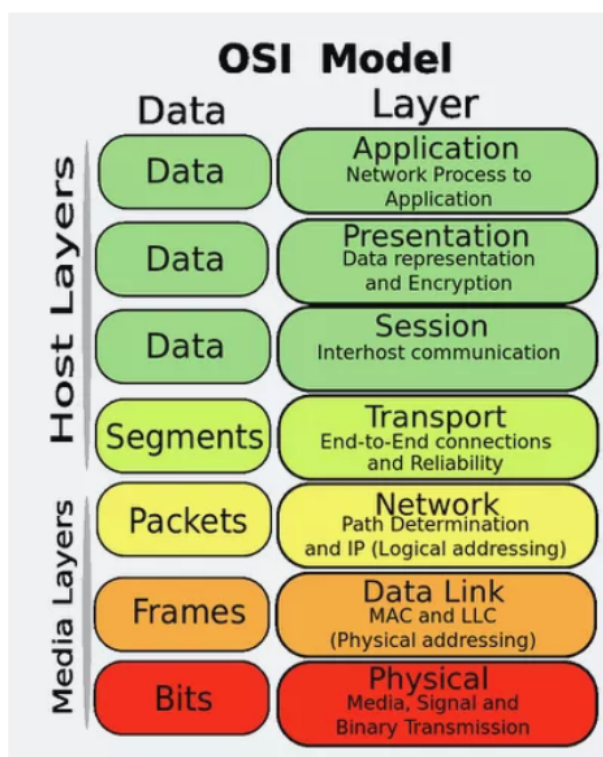 OSI Model
Data
Layer
Host Layers
Data
Application
Network Process to
Application
Data
Presentation
Data representation
and Encryption
Data
Session
Interhost communication
Segments
Transport
End-to-End connections
and Reliability
Media Layers
Packets
Network
Path Determination
and IP (Logical addressing)
Frames
Data Link
MAC and LLC
(Physical addressing)
Bits
Physical
Media, Signal and
Binary Transmission